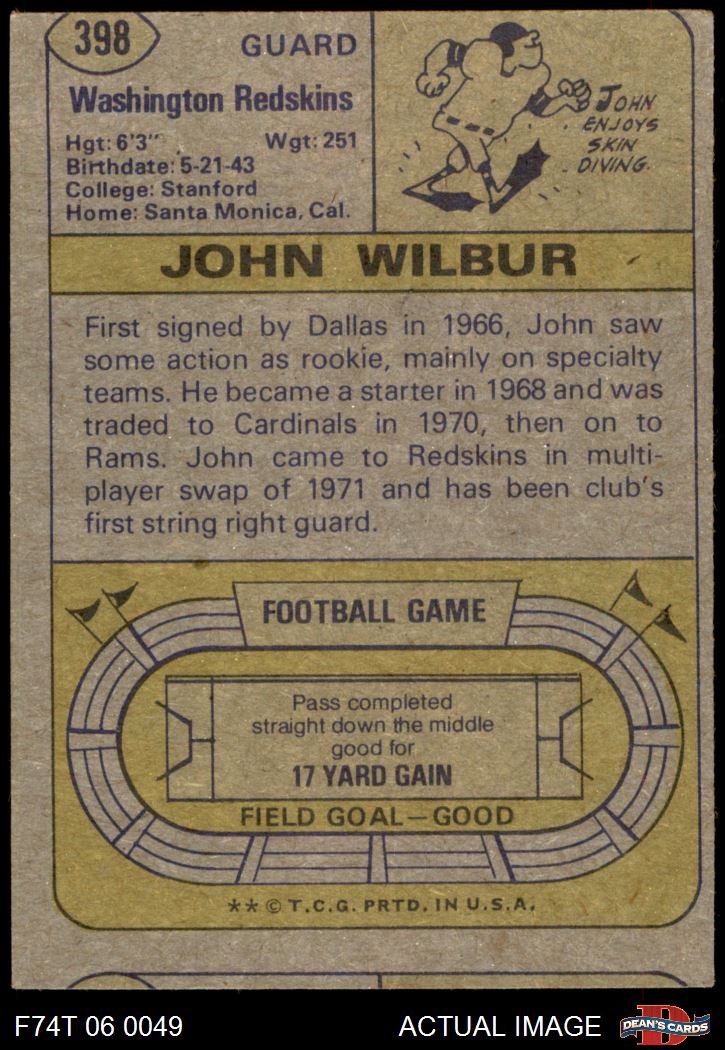 398
GUARD
Washington Redskins
Hgt: 6'3" Wgt: 251
Birthdate: 5-21-43
College: Stanford
Home: Santa Monica, Cal.
JOHN
ENJOYS
SKIN
DIVING.
JOHN WILBUR
First signed by Dallas in 1966, John saw
some action as rookie, mainly on specialty
teams. He became a starter in 1968 and was
traded to Cardinals in 1970, then on to
Rams. John came to Redskins in multi-
player swap of 1971 and has been club's
first string right guard.
FOOTBALL GAME
Pass completed
straight down the middle
good for
17 YARD GAIN
FIELD GOAL—GOOD
** © T.C.G. PRTD. IN U.S.A.
F74T 06 0049
ACTUAL IMAGE
D
DEAN'S CARDS